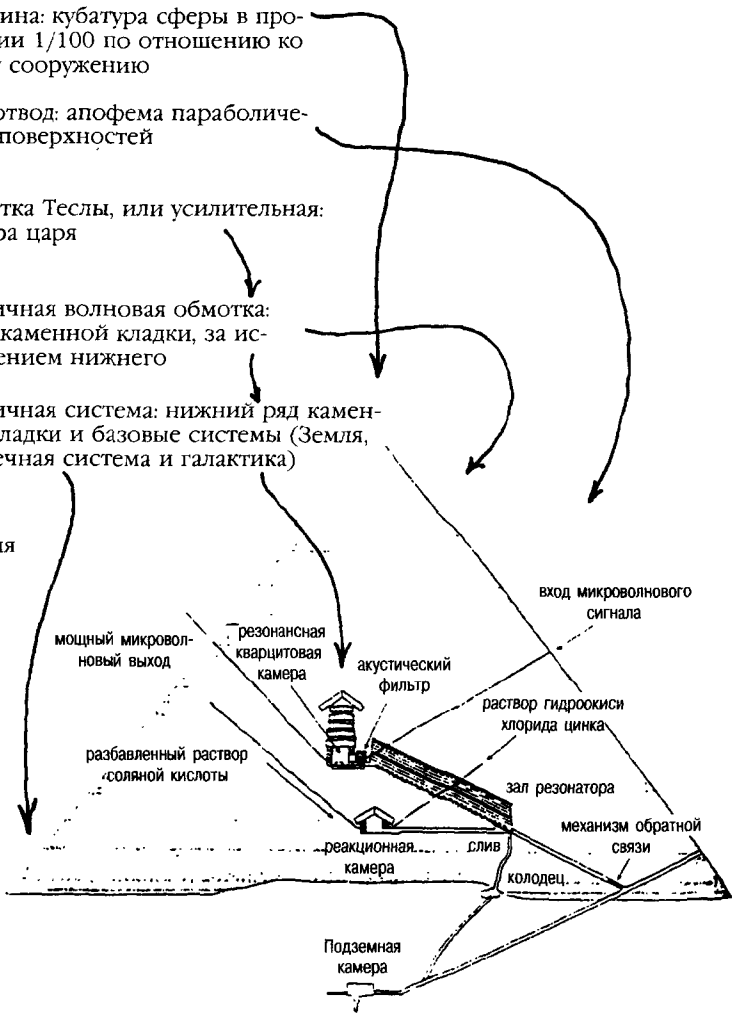 ина: кубатура сферы в про-
ии 1/100 по отношению ко
у сооружению
отвод: апофема параболиче-
поверхностей
тка Теслы, или усилительная:
ра царя
ичная волновая обмотка:
каменной кладки, за ис-
ением нижнего
ичная система: нижний ряд камен-
ладки и базовые системы (Земля,
ечная система и галактика)
ия
вход микроволнового
сигнала
мощный микровол-
новый выход
резонансная
кварцитовая
камера
акустический
фильтр
раствор гидроокиси
хлорида цинка
разбавленный раствор
соляной кислоты
зал резонатора
механизм обратной
связи
реакционная
камера
слив
колодец
Подземная
камера